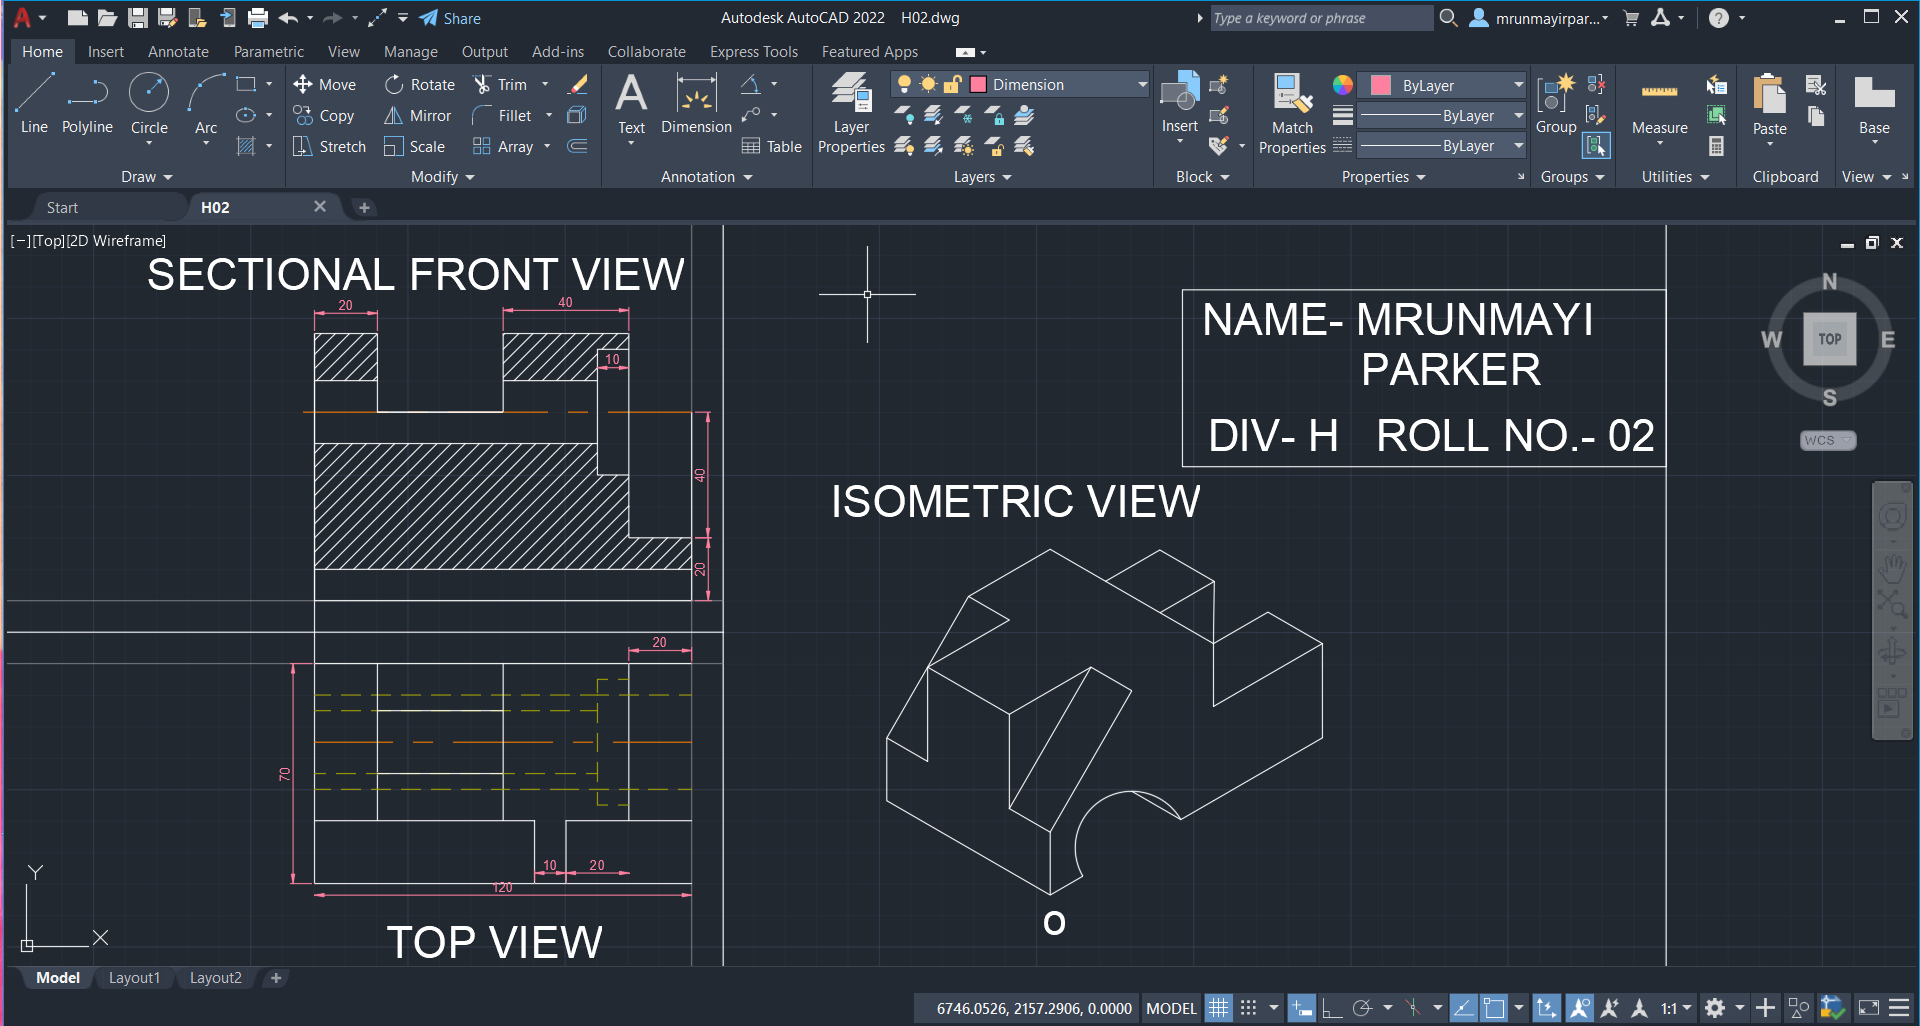 Share
Autodesk AutoCAD 2022 H02.dwg
Type a keyword or phrase
mrunmayirpar...
Home Insert Annotate Parametric View Manage Output Add-ins Collaborate Express Tools Featured Apps
Line Polyline Circle Arc
Move Rotate Trim
Copy Mirror Fillet
Stretch Scale Array
Text Dimension Table
Layer Properties
Dimension
Insert
Match Properties
ByLayer
ByLayer
ByLayer
Group
Measure
Paste
Base
Draw Modify Annotation Layers Block Properties Groups Utilities Clipboard View
Start H02
[−][Top][2D Wireframe]
SECTIONAL FRONT VIEW
20 40
10
40
20
NAME- MRUNMAYI
PARKER
DIV- H ROLL NO.- 02
N
W TOP E
S
WCS
ISOMETRIC VIEW
20
70
10 20
120
O
TOP VIEW
Y
X
Model Layout1 Layout2
6746.0526, 2157.2906, 0.0000 MODEL 1:1